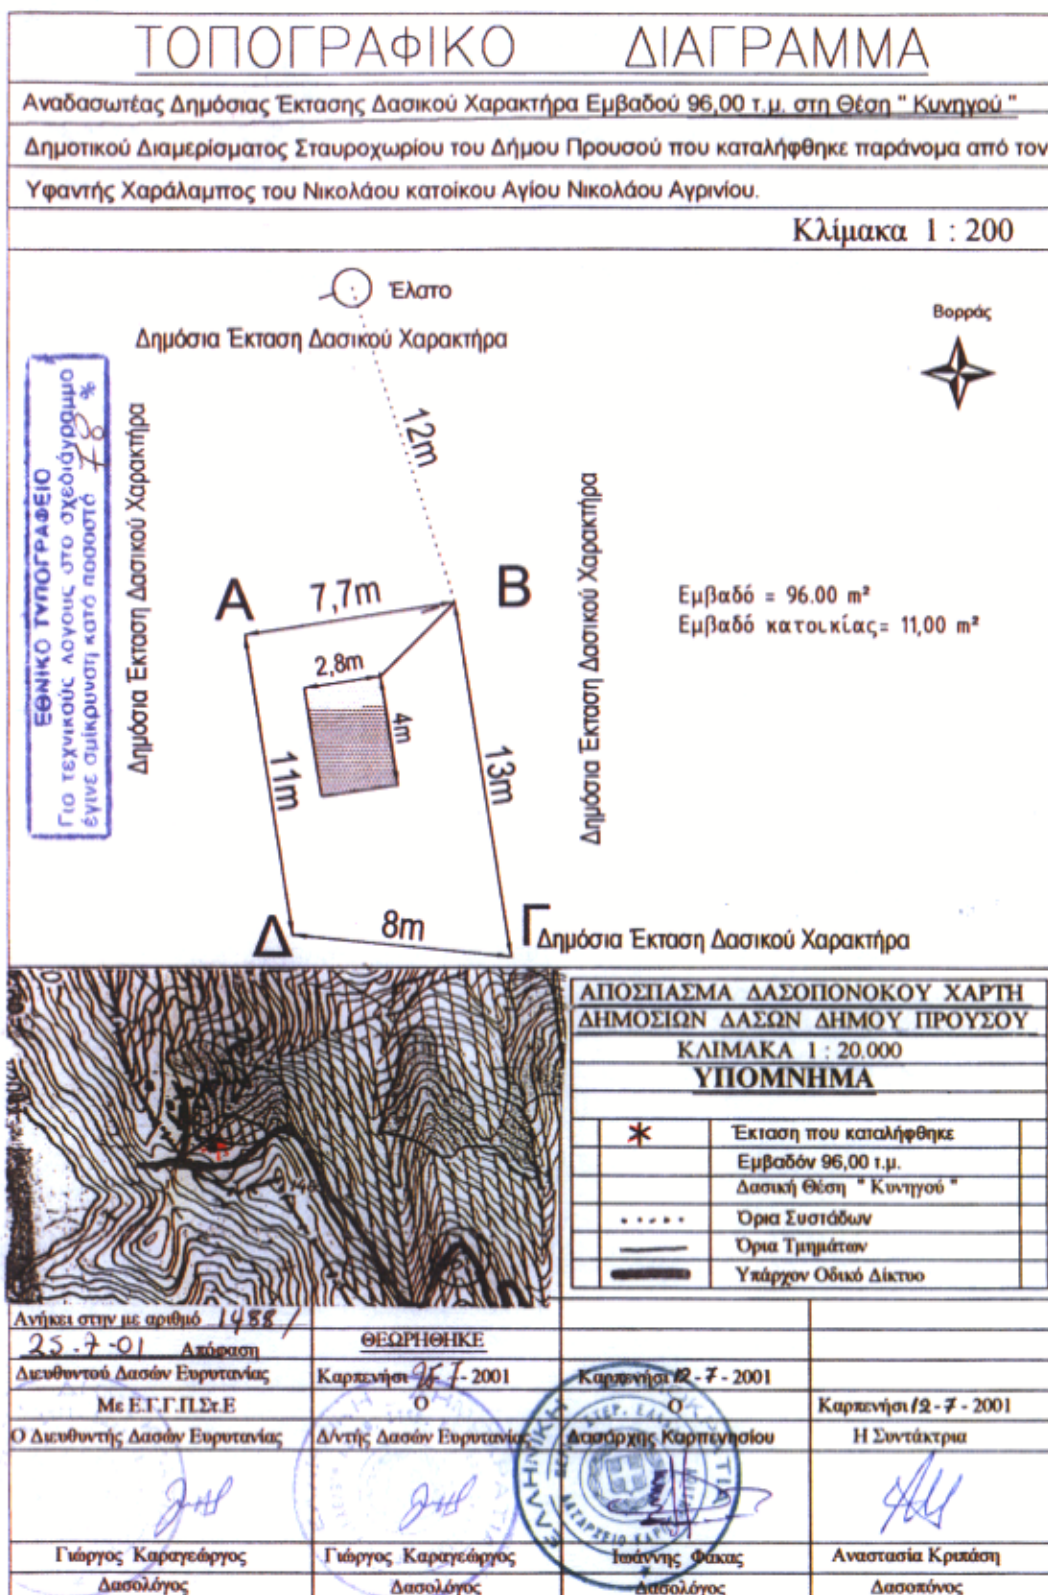 ΤΟΠΟΓΡΑΦΙΚΟ ΔΙΑΓΡΑΜΜΑ
Αναδασωτέας Δημόσιας Έκτασης Δασικού Χαρακτήρα Εμβαδού 96,00 τ.μ. στη Θέση " Κυνηγού "
Δημοτικού Διαμερίσματος Σταυροχωρίου του Δήμου Προυσού που καταλήφθηκε παράνομα από τον
Υφαντής Χαράλαμπος του Νικολάου κατοίκου Αγίου Νικολάου Αγρινίου.
Κλίμακα 1 : 200
Έλατο
Βορράς
Δημόσια Έκταση Δασικού Χαρακτήρα
ΕΘΝΙΚΟ ΤΥΠΟΓΡΑΦΕΙΟ
Για τεχνικούς λόγους στο σχεδιάγραμμα
έγινε σμίκρυνση κατά ποσοστό 78 %
Δημόσια Έκταση Δασικού Χαρακτήρα
12m
Δημόσια Έκταση Δασικού Χαρακτήρα
Α
7,7m
Β
Εμβαδό = 96.00 m²
Εμβαδό κατοικίας= 11,00 m²
2,8m
4m
11m
13m
Δ
8m
Γ
Δημόσια Έκταση Δασικού Χαρακτήρα
ΑΠΟΣΠΑΣΜΑ ΔΑΣΟΠΟΝΟΚΟΥ ΧΑΡΤΗ
ΔΗΜΟΣΙΩΝ ΔΑΣΩΝ ΔΗΜΟΥ ΠΡΟΥΣΟΥ
ΚΛΙΜΑΚΑ 1 : 20.000
ΥΠΟΜΝΗΜΑ
Έκταση που καταλήφθηκε
Εμβαδόν 96,00 τ.μ.
Δασική Θέση " Κυνηγού "
Όρια Συστάδων
Όρια Τμημάτων
Υπάρχον Οδικό Δίκτυο
Ανήκει στην με αριθμό 1488/
25-7-01 Απόφαση
ΘΕΩΡΗΘΗΚΕ
Διευθυντού Δασών Ευρυτανίας
Καρπενήσι 25-7-2001
Καρπενήσι 12-7-2001
Με Ε.Γ.Γ.Π.Στ.Ε
Ο
Ο
Καρπενήσι 12-7-2001
Ο Διευθυντής Δασών Ευρυτανίας
Δ/ντής Δασών Ευρυτανίας
Δασάρχης Καρπενησίου
Η Συντάκτρια
ΕΛΛΗΝΙΚΗ
Γιώργος Καραγεώργος
Γιώργος Καραγεώργος
Ιωάννης Φάκας
Αναστασία Κριπάση
Δασολόγος
Δασολόγος
Δασολόγος
Δασοπόνος